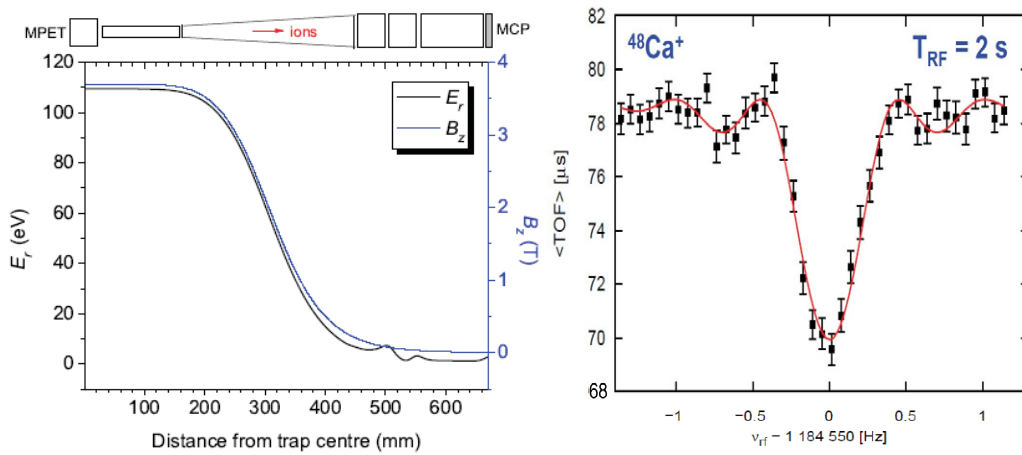 MPET
ions
MCP
120
100
80
60
40
20
0
E_r (eV)
E_r
B_z
4
3
2
1
0
B_z (T)
100 200 300 400 500 600
Distance from trap centre (mm)
82
80
78
76
74
72
70
68
<TOF> [µs]
⁴⁸Ca⁺
T_RF = 2 s
−1 −0.5 0 0.5 1
ν_rf − 1 184 550 [Hz]